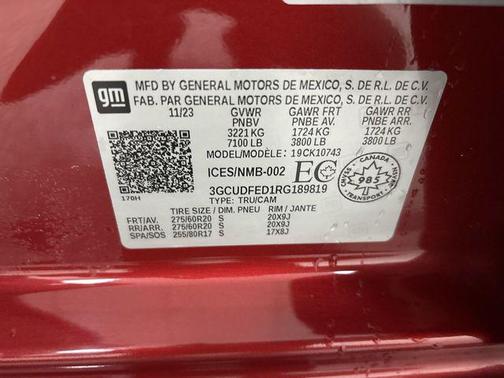 gm
MFD BY GENERAL MOTORS DE MEXICO, S. DE R.L. DE C.V.
FAB. PAR GENERAL MOTORS DE MEXICO, S. DE R.L. DE C.V.
11/23 GVWR GAWR FRT GAWR RR
PNBV PNBE AV. PNBE ARR.
3221 KG 1724 KG 1724 KG
7100 LB 3800 LB 3800 LB
MODEL/MODÈLE: 19CK10743
ICES/NMB-002 EC CANADA 985
3GCUDFED1RG189819
170H
TYPE: TRU/CAM
TIRE SIZE / DIM. PNEU RIM / JANTE
FRT/AV. 275/60R20 S 20X9J
RR/ARR. 275/60R20 S 20X9J
SPA/SOS 255/80R17 S 17X8J